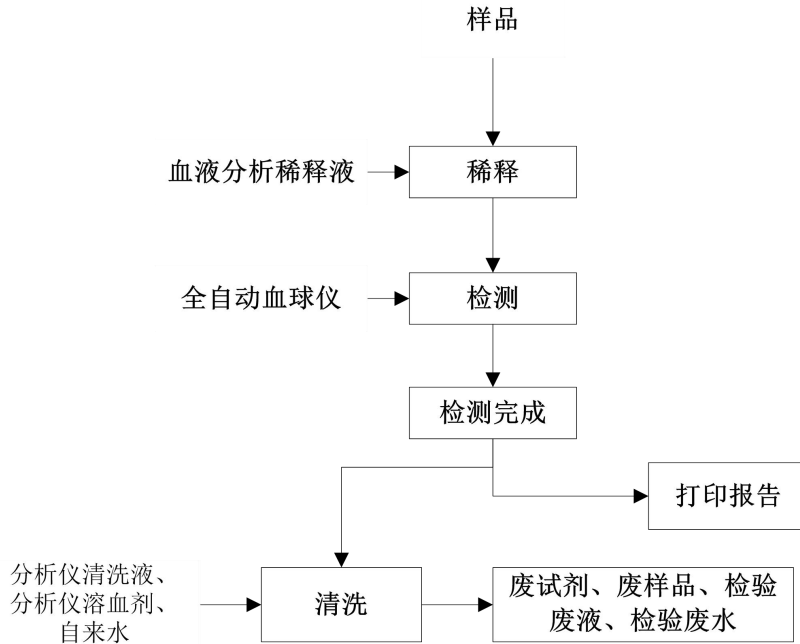 样品
血液分析稀释液
稀释
全自动血球仪
检测
检测完成
打印报告
分析仪清洗液、
分析仪溶血剂、
自来水
清洗
废试剂、废样品、检验
废液、检验废水